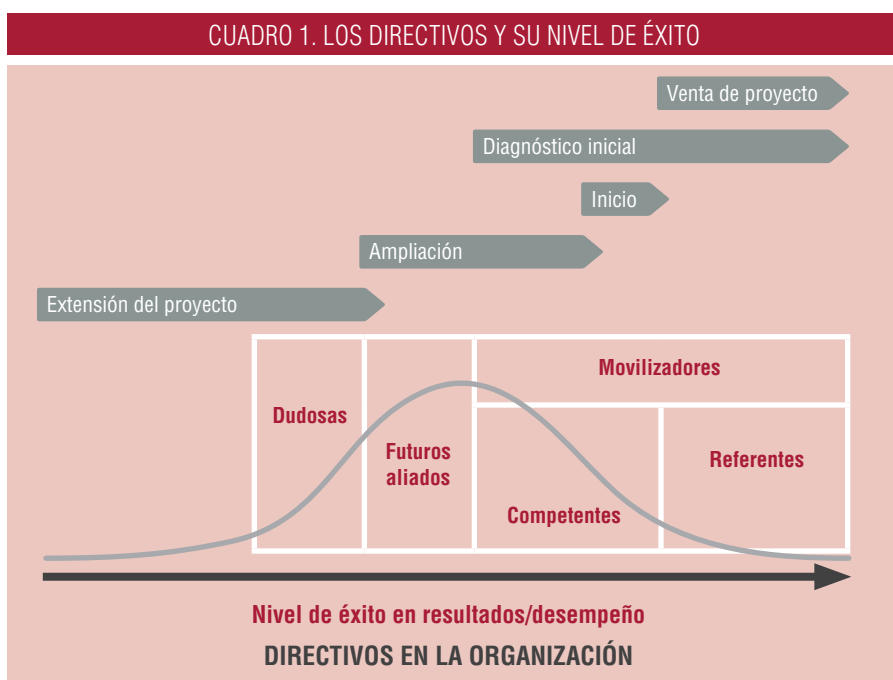 CUADRO 1. LOS DIRECTIVOS Y SU NIVEL DE ÉXITO
Venta de proyecto
Diagnóstico inicial
Inicio
Ampliación
Extensión del proyecto
Movilizadores
Dudosas
Futuros
aliados
Referentes
Competentes
Nivel de éxito en resultados/desempeño
DIRECTIVOS EN LA ORGANIZACIÓN